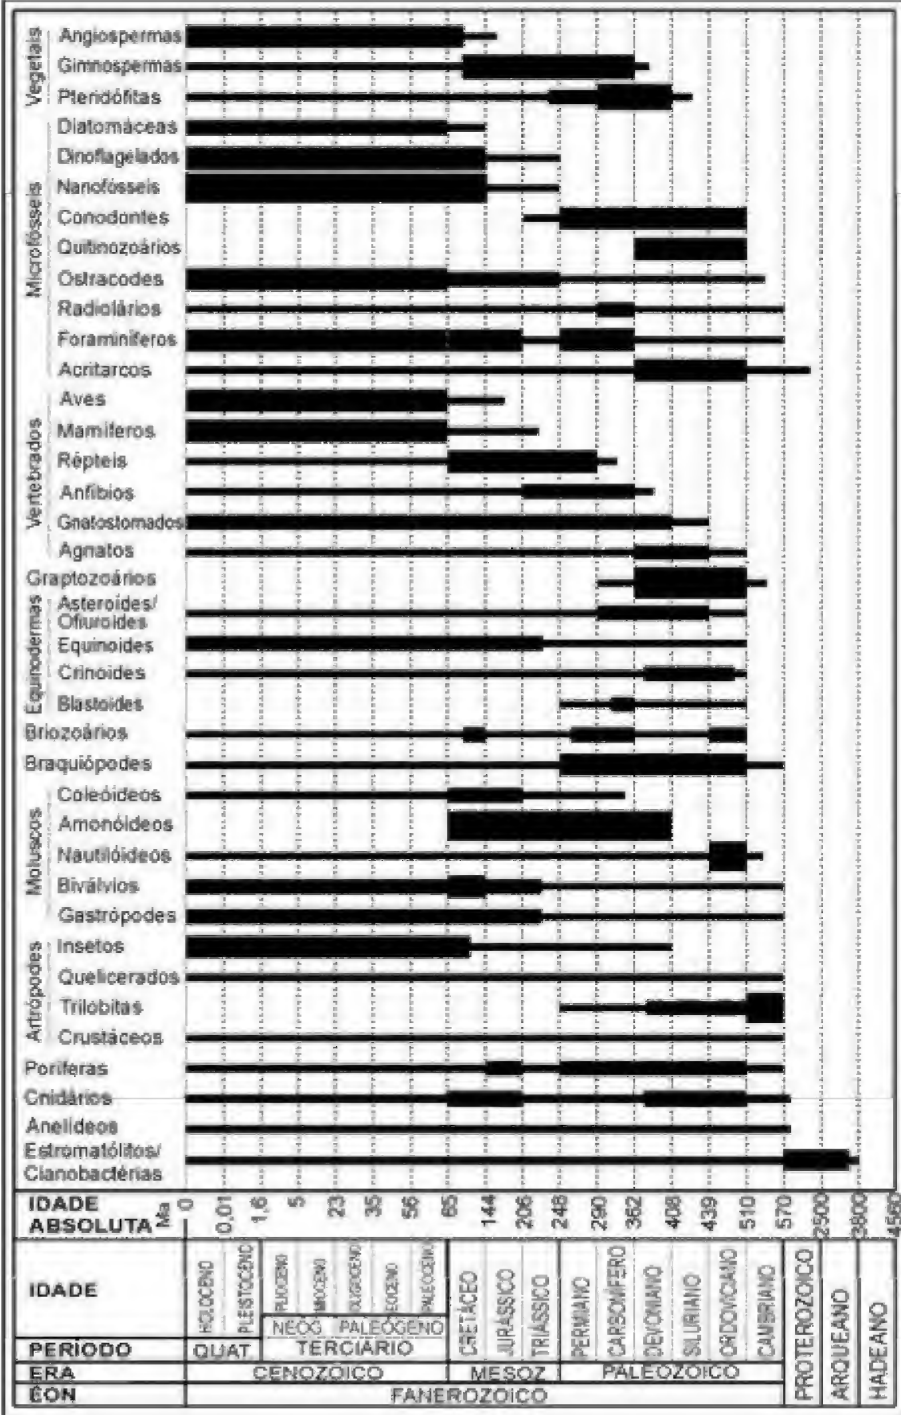 Vegetais
Angiospermas
Gimnospermas
Pteridófitas
Microfósseis
Diatomáceas
Dinoflagelados
Nanofósseis
Conodontes
Quitinozoários
Ostracodes
Radiolários
Foraminíferos
Acritarcos
Vertebrados
Aves
Mamíferos
Répteis
Anfíbios
Gnatostomados
Agnatos
Graptozoários
Equinodermas
Asteroides/
Ofiuroides
Equinoides
Crinoides
Blastoides
Briozoários
Braquiópodes
Moluscos
Coleóideos
Amonóideos
Nautilóideos
Biválvios
Gastrópodes
Artrópodes
Insetos
Quelicerados
Trilobitas
Crustáceos
Poríferas
Cnidários
Anelídeos
Estromatólitos/
Cianobactérias
IDADE
ABSOLUTA Ma 0 0,01 1,6 5 23 35 56 65 144 206 248 290 362 408 439 510 570 2500 3800 4560
IDADE HOLOCENO PLEISTOCENO PLIOCENO MIOCENO OLIGOCENO EOCENO PALEOCENO CRETÁCEO JURÁSSICO TRIÁSSICO PERMIANO CARBONÍFERO DEVONIANO SILURIANO ORDOVICIANO CAMBRIANO PROTEROZOICO ARQUEANO HADEANO
NEÓG PALEÓGENO
PERÍODO QUAT TERCIÁRIO
ERA CENOZOICO MESOZ PALEOZOICO
ÉON FANEROZOICO